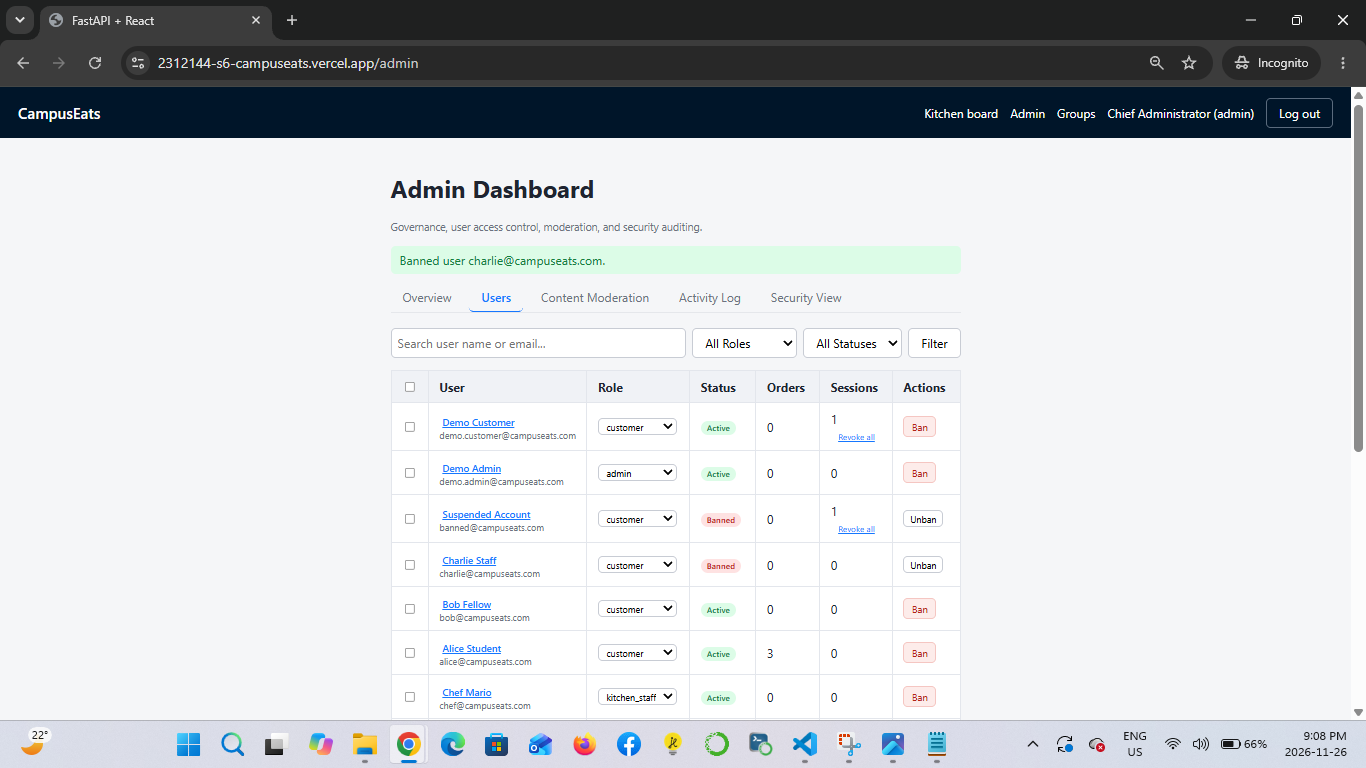 FastAPI + React
2312144-s6-campuseats.vercel.app/admin
Incognito
CampusEats
Kitchen board Admin Groups Chief Administrator (admin) Log out
Admin Dashboard
Governance, user access control, moderation, and security auditing.
Banned user charlie@campuseats.com.
Overview Users Content Moderation Activity Log Security View
Search user name or email... All Roles All Statuses Filter
User Role Status Orders Sessions Actions
Demo Customer
demo.customer@campuseats.com
customer Active 0 1 Revoke all Ban
Demo Admin
demo.admin@campuseats.com
admin Active 0 0 Ban
Suspended Account
banned@campuseats.com
customer Banned 0 1 Revoke all Unban
Charlie Staff
charlie@campuseats.com
customer Banned 0 0 Unban
Bob Fellow
bob@campuseats.com
customer Active 0 0 Ban
Alice Student
alice@campuseats.com
customer Active 3 0 Ban
Chef Mario
chef@campuseats.com
kitchen_staff Active 0 0 Ban
22°
ENG
US
66%
9:08 PM
2026-11-26